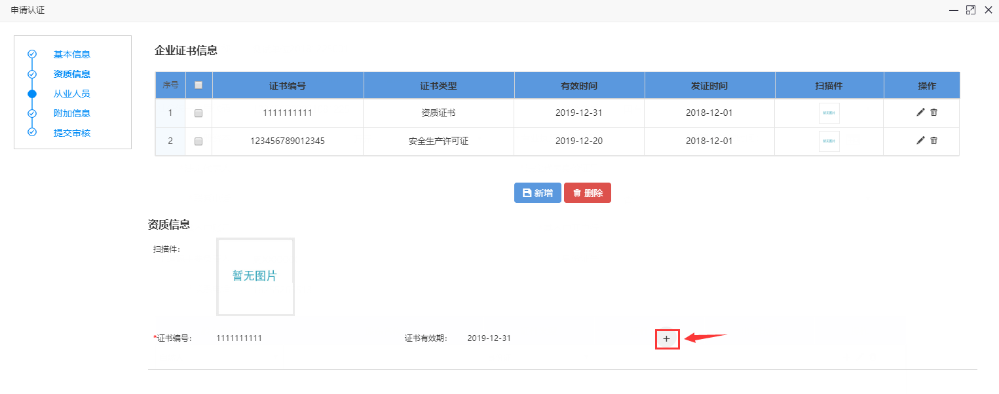 申请认证
基本信息
资质信息
从业人员
附加信息
提交审核
企业证书信息
序号 证书编号 证书类型 有效时间 发证时间 扫描件 操作
1 1111111111 资质证书 2019-12-31 2018-12-01 暂无图片
2 123456789012345 安全生产许可证 2019-12-20 2018-12-01 暂无图片
新增 删除
资质信息
扫描件:
暂无图片
*证书编号: 1111111111 证书有效期: 2019-12-31 +